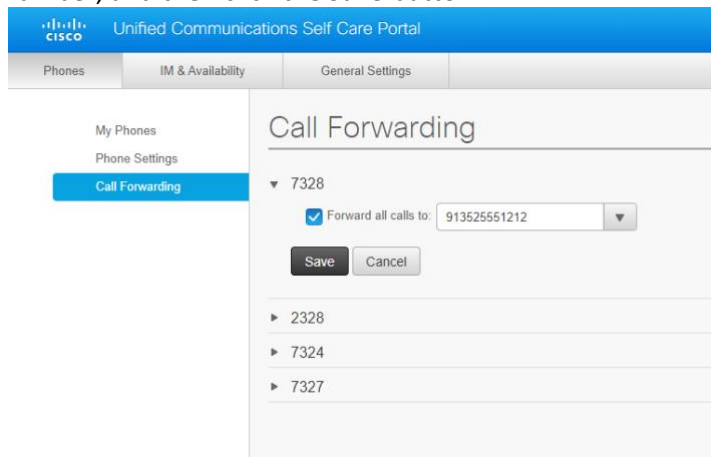 cisco Unified Communications Self Care Portal
Phones IM & Availability General Settings
My Phones
Phone Settings
Call Forwarding
Call Forwarding
7328
Forward all calls to: 913525551212
Save Cancel
2328
7324
7327